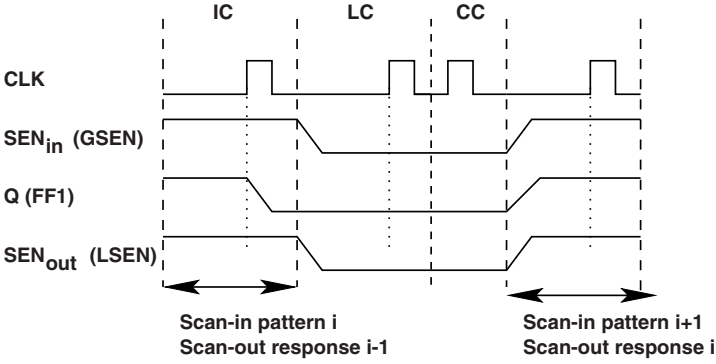 IC LC CC
CLK
SENin (GSEN)
Q (FF1)
SENout (LSEN)
Scan-in pattern i
Scan-out response i-1
Scan-in pattern i+1
Scan-out response i